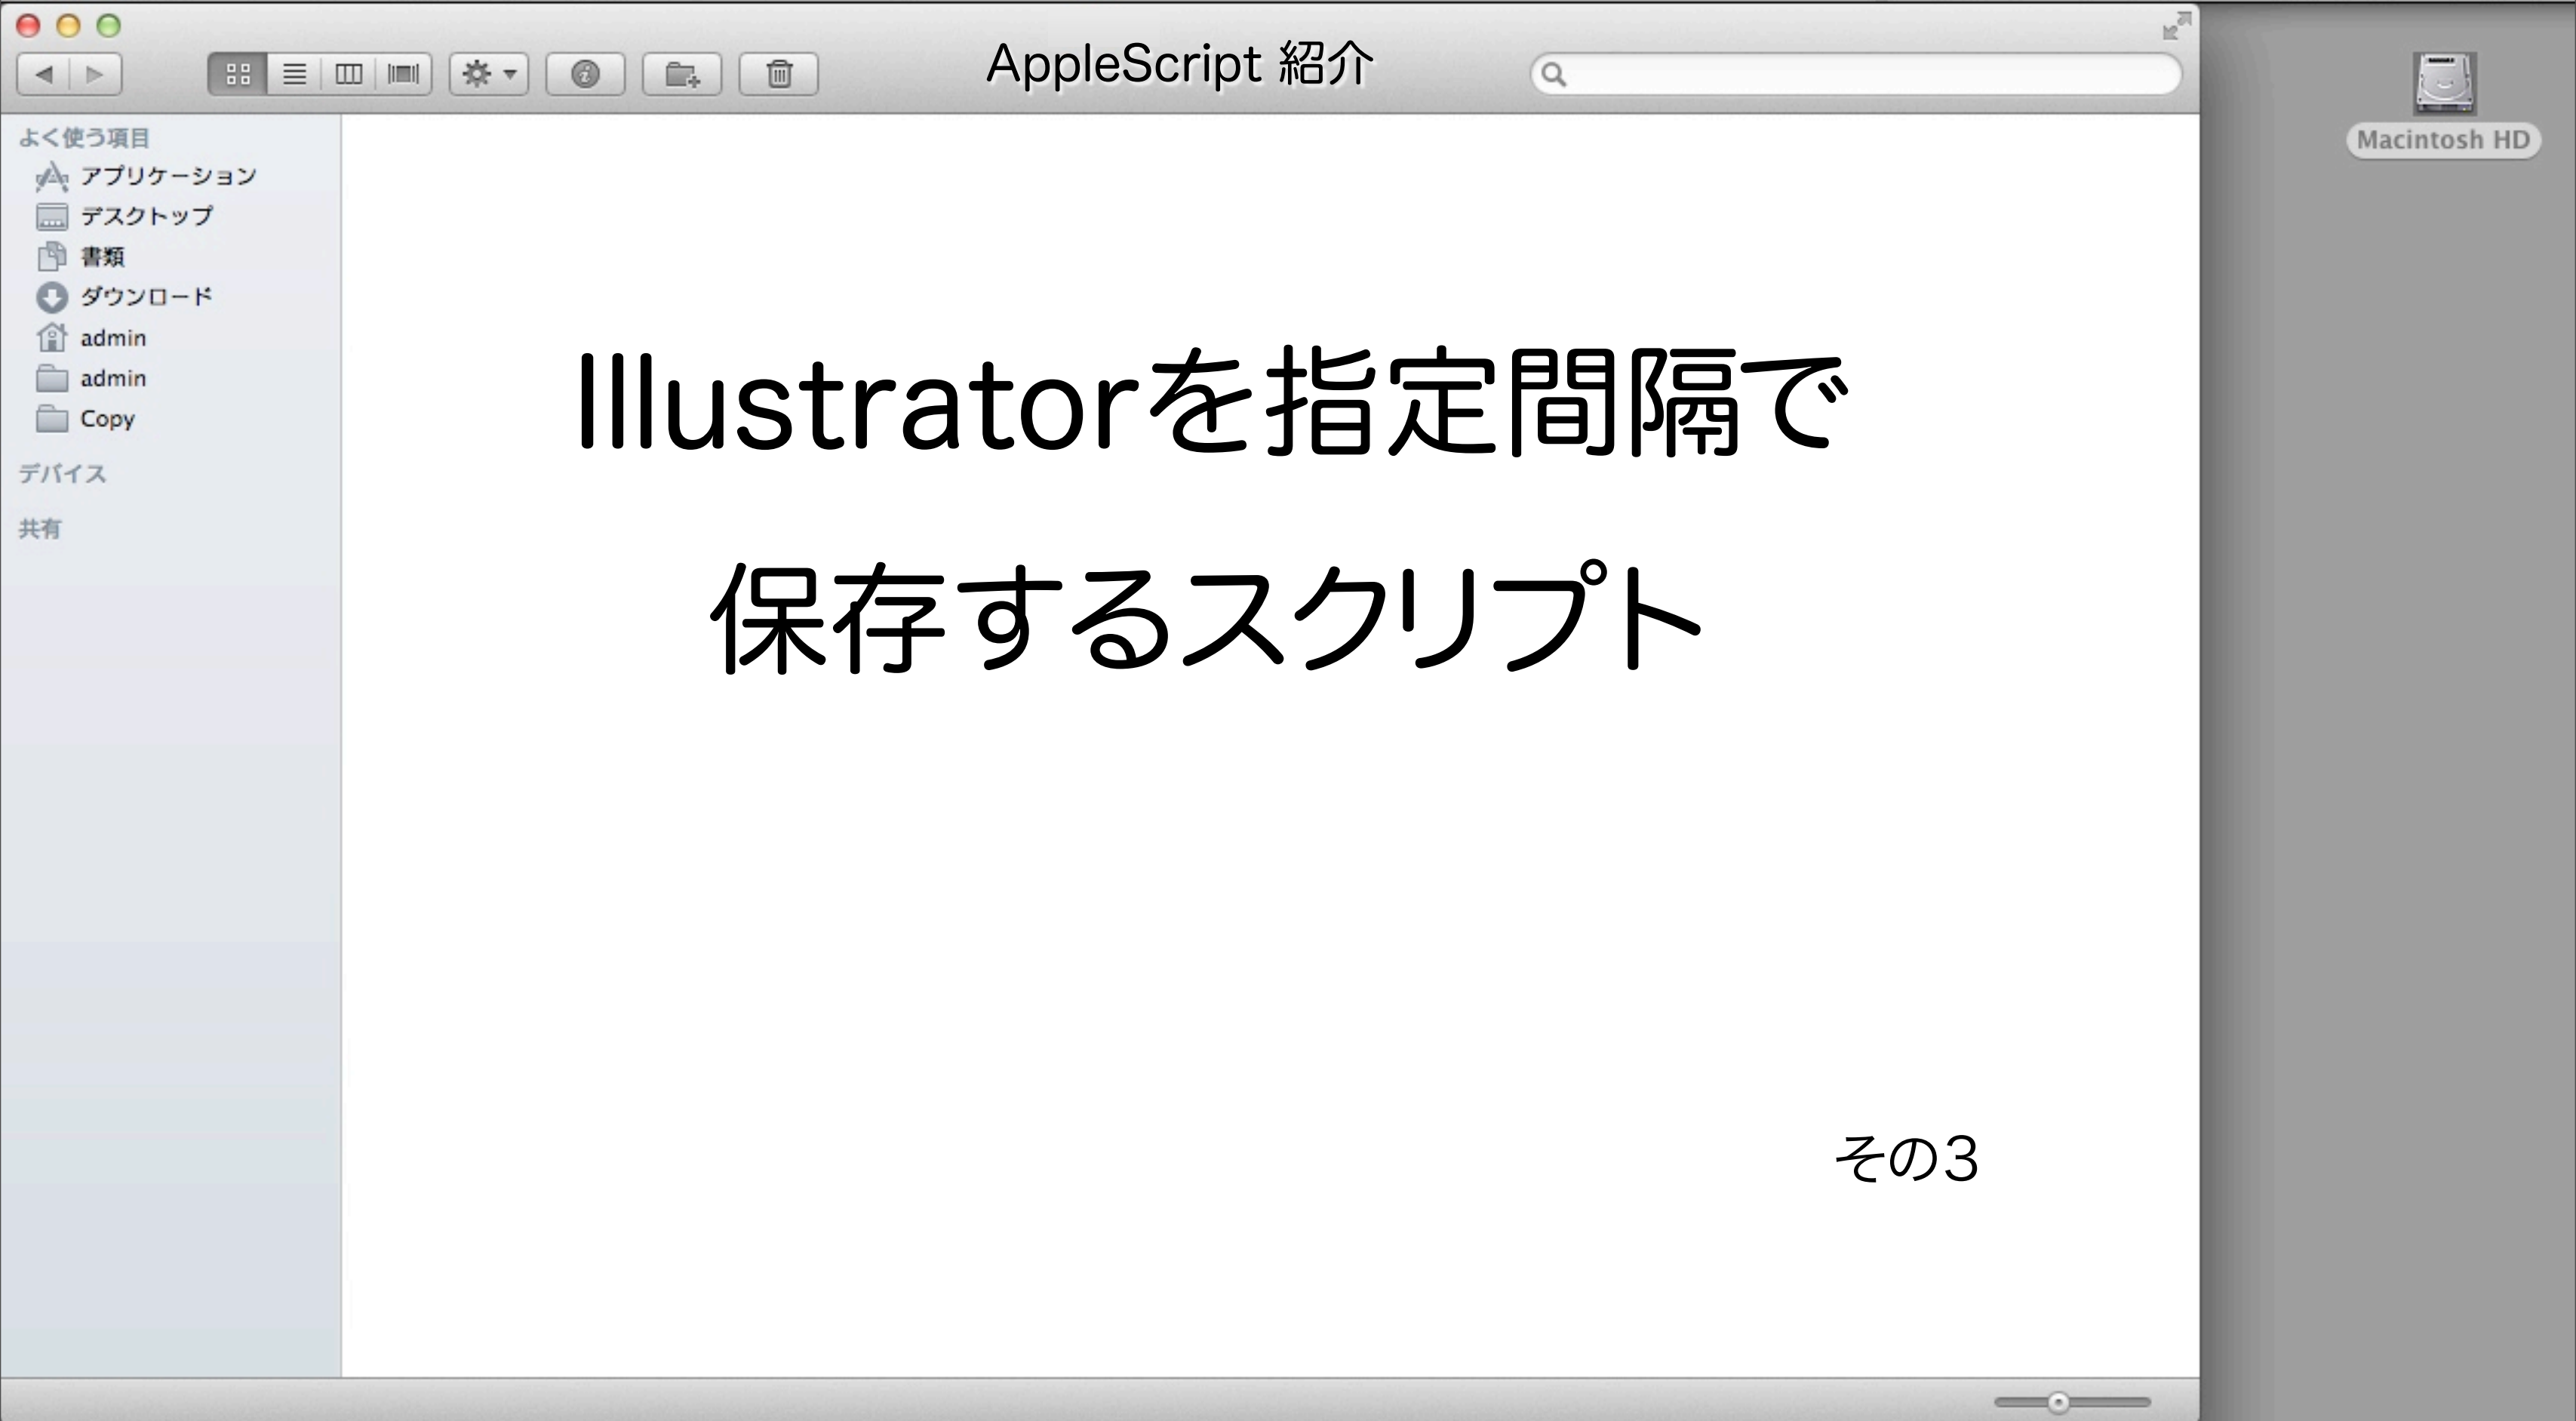 AppleScript 紹介
Macintosh HD
よく使う項目
アプリケーション
デスクトップ
書類
ダウンロード
admin
admin
Copy
デバイス
共有
Illustratorを指定間隔で
保存するスクリプト
その3